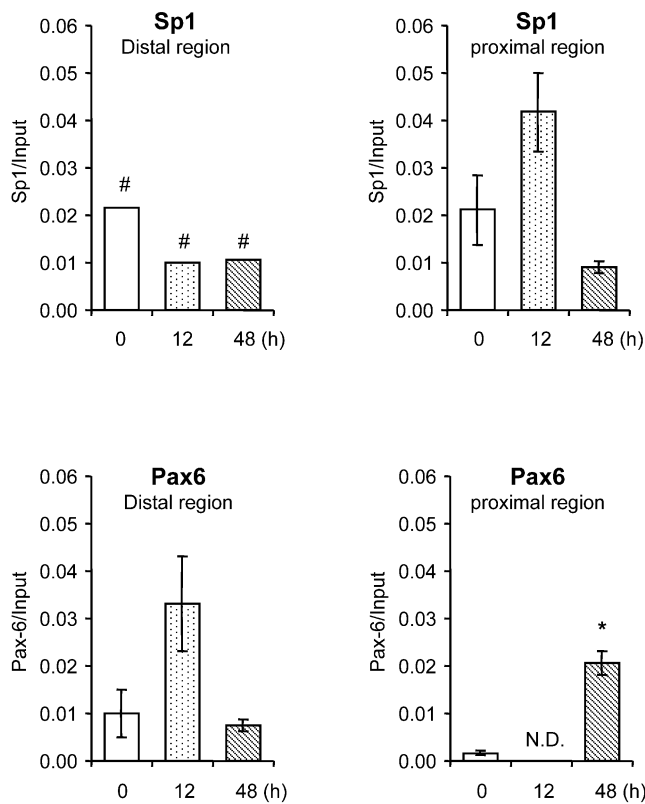 Sp1
Distal region
0.06
0.05
0.04
0.03
0.02
0.01
0.00
Sp1/Input
#
#
#
0 12 48 (h)
Sp1
proximal region
0.06
0.05
0.04
0.03
0.02
0.01
0.00
Sp1/Input
0 12 48 (h)
Pax6
Distal region
0.06
0.05
0.04
0.03
0.02
0.01
0.00
Pax-6/Input
0 12 48 (h)
Pax6
proximal region
0.06
0.05
0.04
0.03
0.02
0.01
0.00
Pax-6/Input
*
N.D.
0 12 48 (h)